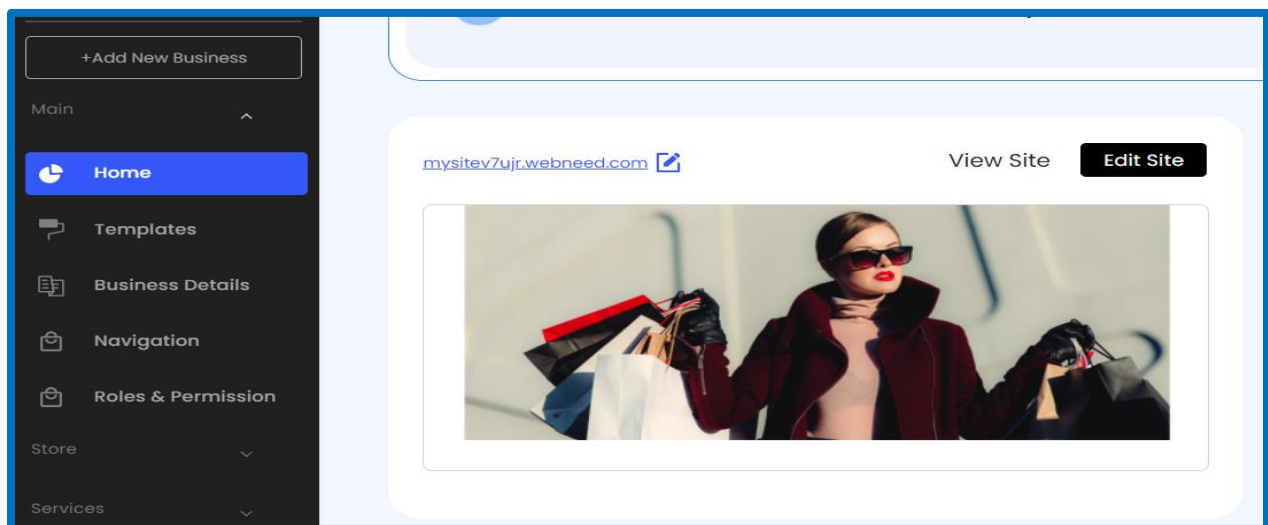 +Add New Business
Main
Home
Templates
Business Details
Navigation
Roles & Permission
Store
Services
mysitev7ujr.webneed.com
View Site
Edit Site